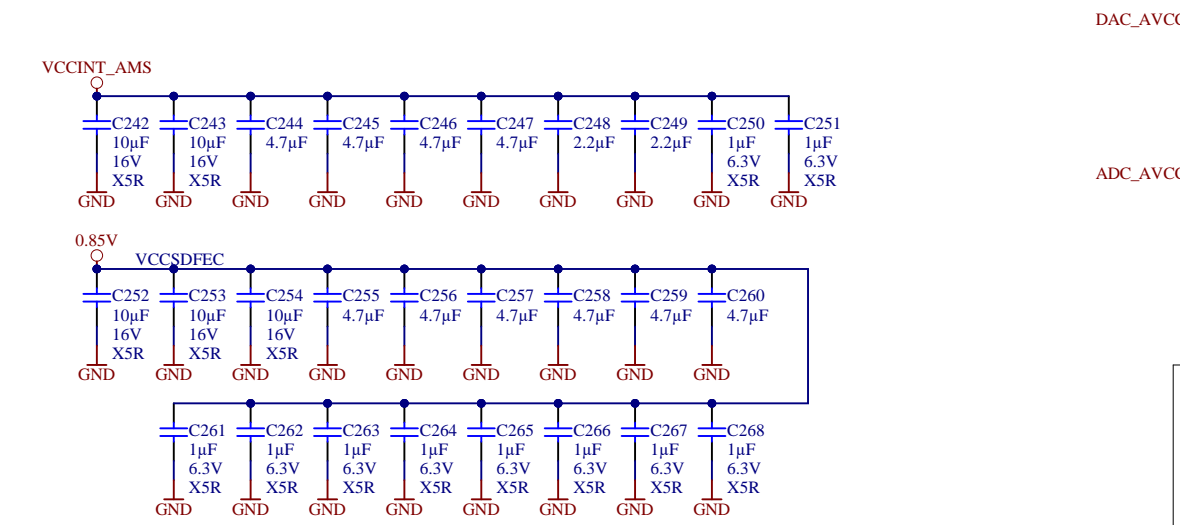 DAC_AVCC
VCCINT_AMS
C242 C243 C244 C245 C246 C247 C248 C249 C250 C251
10µF 10µF 4.7µF 4.7µF 4.7µF 4.7µF 2.2µF 2.2µF 1µF 1µF
16V 16V 6.3V 6.3V
X5R X5R X5R X5R
ADC_AVCC
GND GND GND GND GND GND GND GND GND GND
0.85V
VCCSDFEC
C252 C253 C254 C255 C256 C257 C258 C259 C260
10µF 10µF 10µF 4.7µF 4.7µF 4.7µF 4.7µF 4.7µF 4.7µF
16V 16V 16V
X5R X5R X5R
GND GND GND GND GND GND GND GND GND
C261 C262 C263 C264 C265 C266 C267 C268
1µF 1µF 1µF 1µF 1µF 1µF 1µF 1µF
6.3V 6.3V 6.3V 6.3V 6.3V 6.3V 6.3V 6.3V
X5R X5R X5R X5R X5R X5R X5R X5R
GND GND GND GND GND GND GND GND